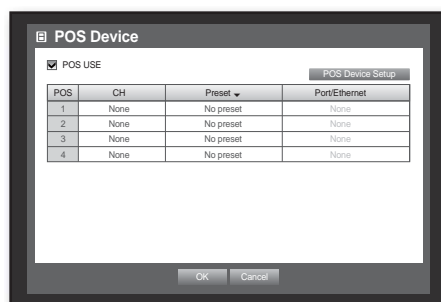 POS Device
POS USE
POS Device Setup
POS CH Preset Port/Ethernet
1 None No preset None
2 None No preset None
3 None No preset None
4 None No preset None
OK Cancel